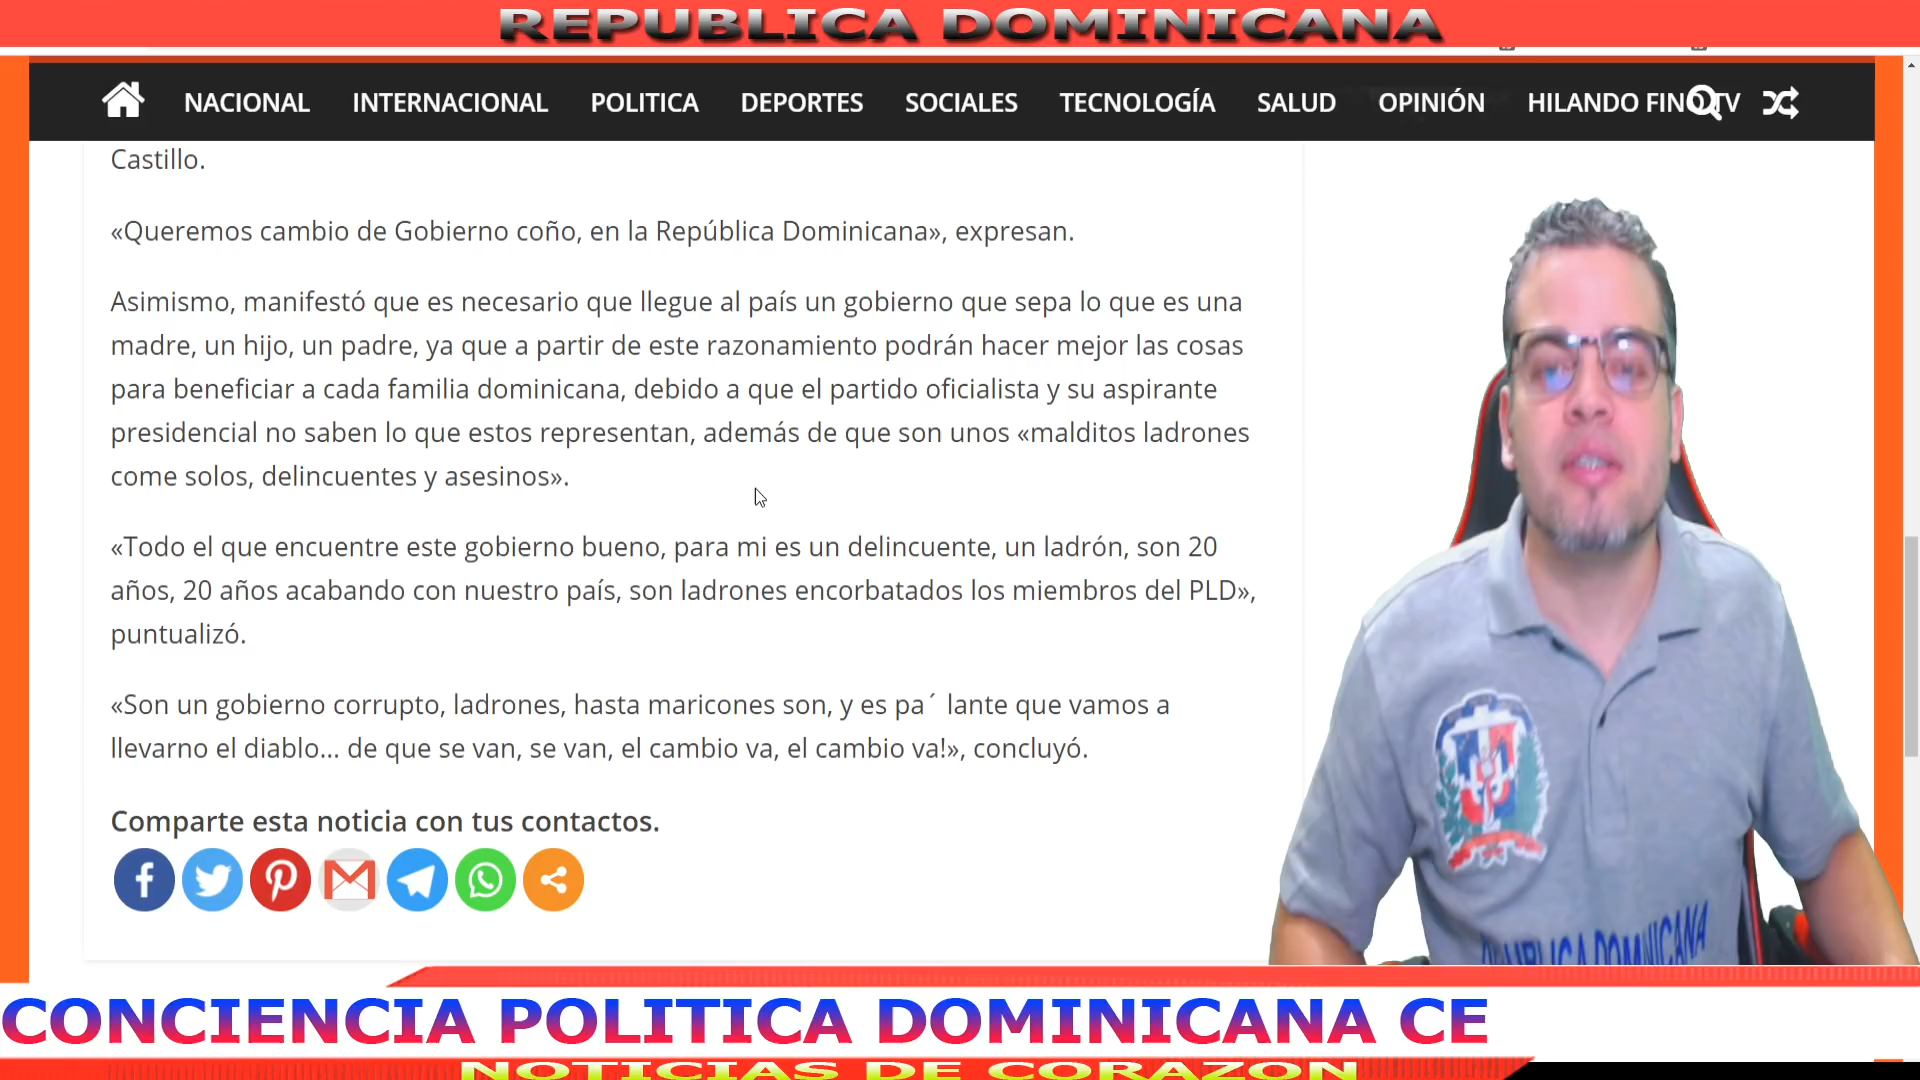 REPUBLICA DOMINICANA
NACIONAL INTERNACIONAL POLITICA DEPORTES SOCIALES TECNOLOGÍA SALUD OPINIÓN HILANDO FINO TV
Castillo.
«Queremos cambio de Gobierno coño, en la República Dominicana», expresan.
Asimismo, manifestó que es necesario que llegue al país un gobierno que sepa lo que es una
madre, un hijo, un padre, ya que a partir de este razonamiento podrán hacer mejor las cosas
para beneficiar a cada familia dominicana, debido a que el partido oficialista y su aspirante
presidencial no saben lo que estos representan, además de que son unos «malditos ladrones
come solos, delincuentes y asesinos».
«Todo el que encuentre este gobierno bueno, para mi es un delincuente, un ladrón, son 20
años, 20 años acabando con nuestro país, son ladrones encorbatados los miembros del PLD»,
puntualizó.
«Son un gobierno corrupto, ladrones, hasta maricones son, y es pa´ lante que vamos a
llevarno el diablo… de que se van, se van, el cambio va, el cambio va!», concluyó.
Comparte esta noticia con tus contactos.
REPUBLICA DOMINICANA
CONCIENCIA POLITICA DOMINICANA CE
NOTICIAS DE CORAZON